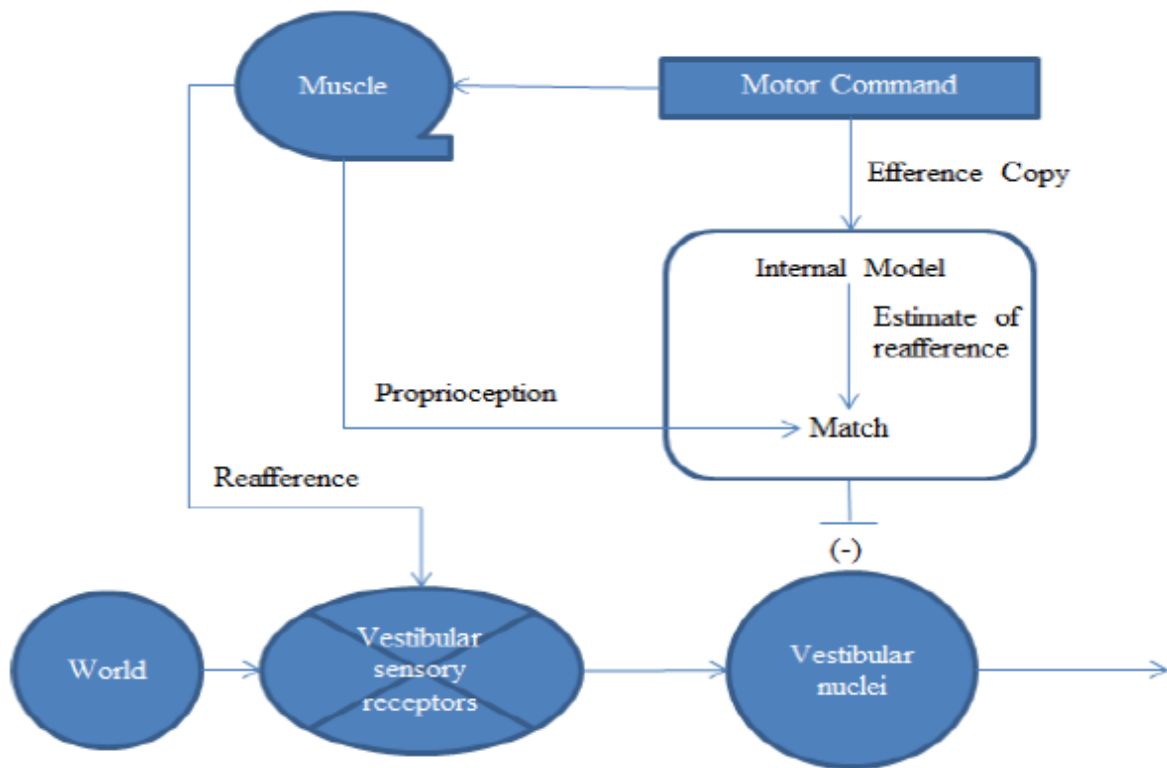 Muscle
Motor Command
Efference Copy
Internal Model
Estimate of
reafference
Proprioception
Match
Reafference
(-)
World
Vestibular
sensory
receptors
Vestibular
nuclei